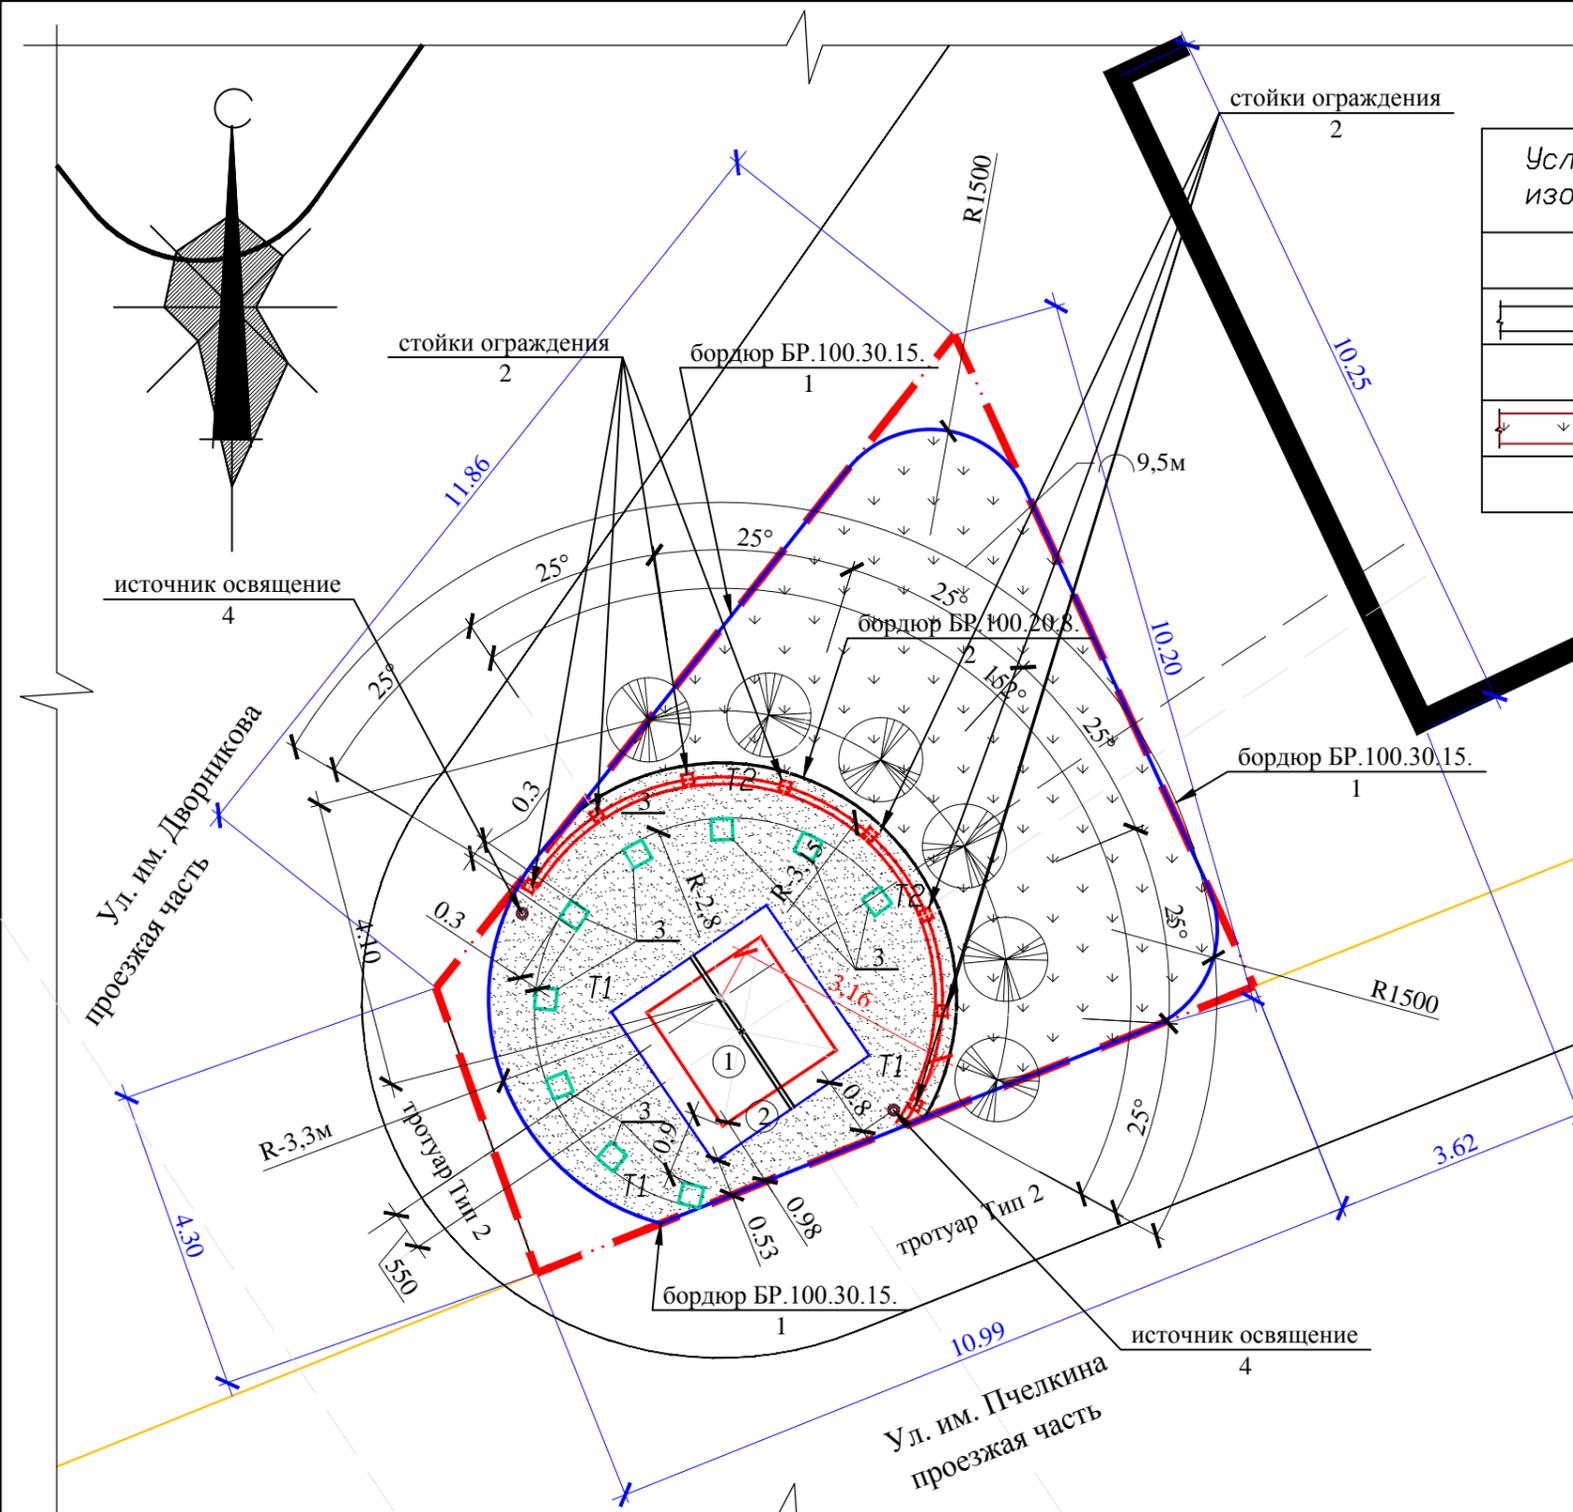 С
стойки ограждения
2
Усл
изо
R1500
стойки ограждения
2
бордюр БР.100.30.15.
1
10.25
11.86
9,5м
25°
25°
25°
источник освящение
4
бордюр БР.100.20.8.
2
10.20
25°
152°
25°
Ул. им. Дворникова
проезжая часть
бордюр БР.100.30.15.
1
0.3
3
Т2
R-2,8
R-3,15
Т2
0.3
3
3
4.10
25°
Т1
3,16
R1500
1
Т1
2
0.8
3
0.9
Т1
R-3,3м
тротуар Тип 2
25°
3.62
4.30
550
0.53
0.98
тротуар Тип 2
бордюр БР.100.30.15.
1
10.99
источник освящение
4
Ул. им. Пчелкина
проезжая часть